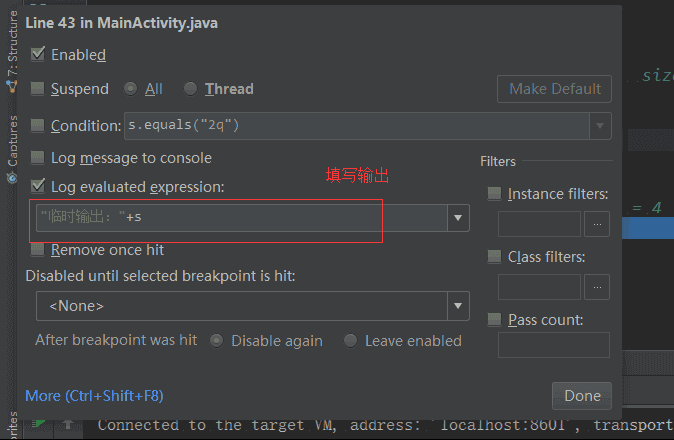 Line 43 in MainActivity.java
7: Structure
Enabled
size
Suspend All Thread Make Default
Condition: s.equals("2q")
Captures
Log message to console
Filters
填写输出
Log evaluated expression:
Instance filters:
= 4
"临时输出："+s
...
Remove once hit
Class filters:
Disabled until selected breakpoint is hit:
...
<None>
Pass count:
After breakpoint was hit Disable again Leave enabled
More (Ctrl+Shift+F8) Done
Connected to the target VM, address: 'localhost:8601', transport